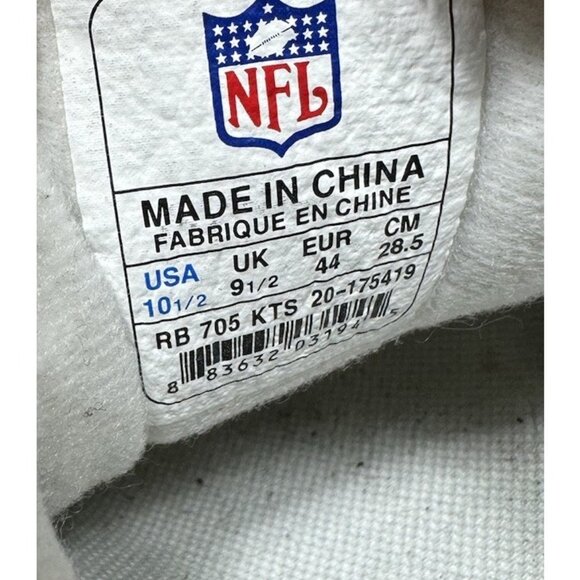 NFL
MADE IN CHINA
FABRIQUE EN CHINE
USA UK EUR CM
10 1/2 9 1/2 44 28.5
RB 705 KTS 20-175419
8 83632 03194 5